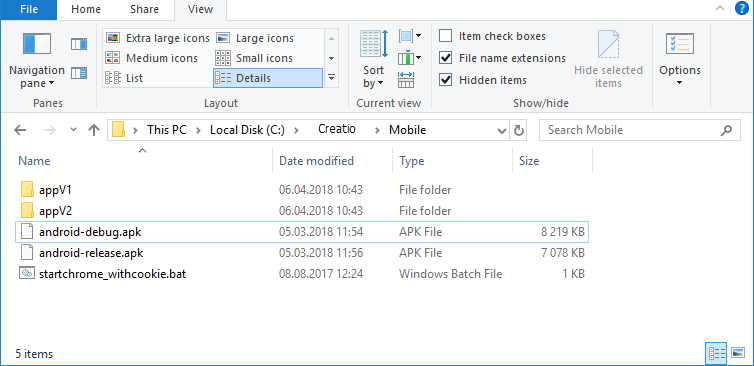 File Home Share View
Extra large icons Large icons Item check boxes
Medium icons Small icons File name extensions
List Details Hidden items
Navigation pane
Sort by
Hide selected items
Options
Panes Layout Current view Show/hide
This PC Local Disk (C:) Creatio Mobile Search Mobile
Name Date modified Type Size
appV1 06.04.2018 10:43 File folder
appV2 06.04.2018 10:43 File folder
android-debug.apk 05.03.2018 11:54 APK File 8 219 KB
android-release.apk 05.03.2018 11:56 APK File 7 078 KB
startchrome_withcookie.bat 08.08.2017 12:24 Windows Batch File 1 KB
5 items